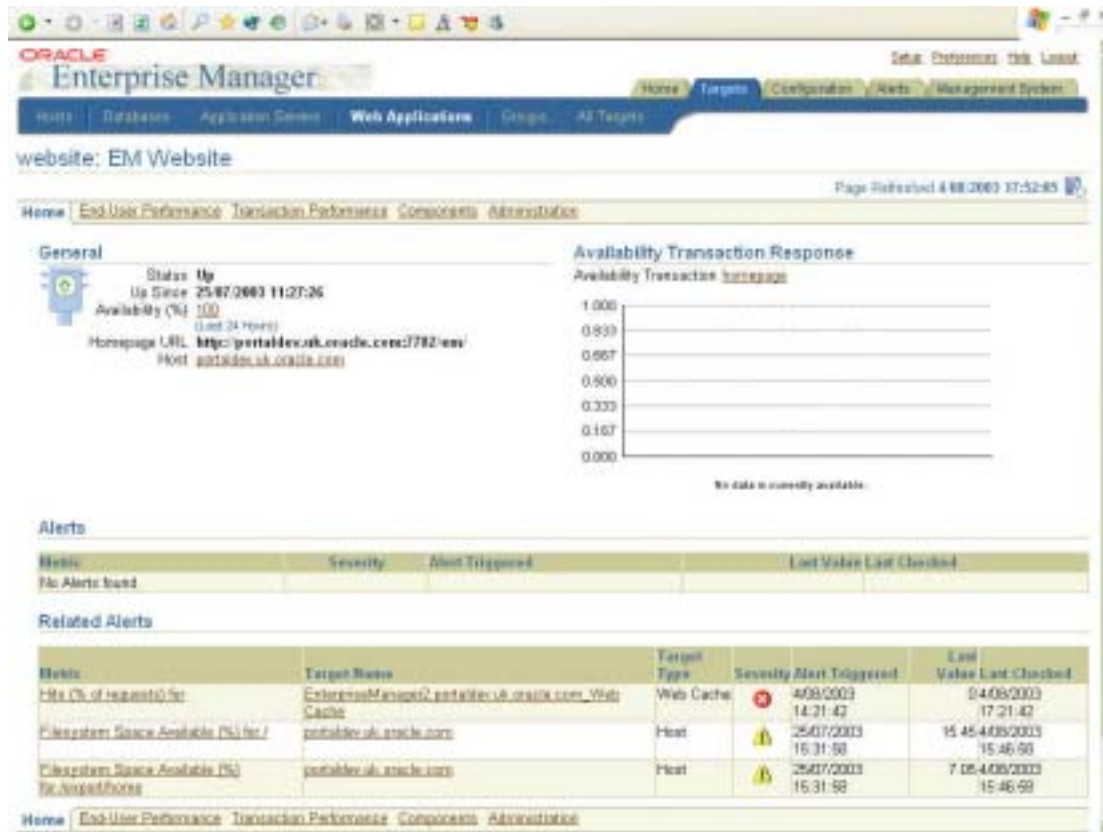 ORACLE
Enterprise Manager
Setup Preferences Help Logout
Home Targets Configuration Alerts Management System
Hosts Databases Application Servers Web Applications Groups All Targets
website: EM Website
Page Refreshed 4/08/2003 17:52:05
Home End-User Performance Transaction Performance Components Administration
General
Status Up
Up Since 25/07/2003 11:27:26
Availability (%) 100
(Last 24 Hours)
Homepage URL http://portaldev.uk.oracle.com:7782/em/
Host portaldev.uk.oracle.com
Availability Transaction Response
Availability Transaction homepage
1.000
0.833
0.667
0.500
0.333
0.167
0.000
No data is currently available.
Alerts
Metric Severity Alert Triggered Last Value Last Checked
No Alerts found
Related Alerts
Metric Target Name Target Type Severity Alert Triggered Last Value Last Checked
Hits (% of requests) for EnterpriseManager2.portaldev.uk.oracle.com_Web Cache Web Cache 4/08/2003 14:21:42 0 4/08/2003 17:21:42
Filesystem Space Available (%) for / portaldev.uk.oracle.com Host 25/07/2003 15:31:58 15.45 4/08/2003 15:46:58
Filesystem Space Available (%) for /export/home portaldev.uk.oracle.com Host 25/07/2003 15:31:58 7.05 4/08/2003 15:46:58
Home End-User Performance Transaction Performance Components Administration